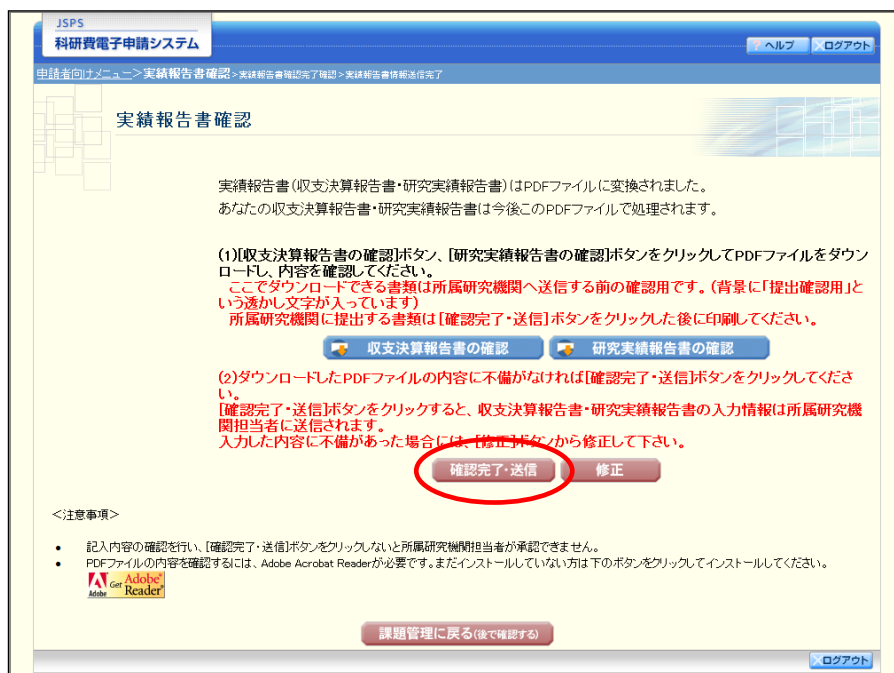 JSPS
科研費電子申請システム
? ヘルプ
ログアウト
申請者向けメニュー>実績報告書確認>実績報告書確認完了確認>実績報告書情報送信完了
実績報告書確認
実績報告書(収支決算報告書・研究実績報告書)はPDFファイルに変換されました。
あなたの収支決算報告書・研究実績報告書は今後このPDFファイルで処理されます。
(1)[収支決算報告書の確認]ボタン、[研究実績報告書の確認]ボタンをクリックしてPDFファイルをダウン
ロードし、内容を確認してください。
ここでダウンロードできる書類は所属研究機関へ送信する前の確認用です。(背景に「提出確認用」と
いう透かし文字が入っています)
所属研究機関に提出する書類は[確認完了・送信]ボタンをクリックした後に印刷してください。
収支決算報告書の確認
研究実績報告書の確認
(2)ダウンロードしたPDFファイルの内容に不備がなければ[確認完了・送信]ボタンをクリックしてくださ
い。
[確認完了・送信]ボタンをクリックすると、収支決算報告書・研究実績報告書の入力情報は所属研究機
関担当者に送信されます。
入力した内容に不備があった場合には、[修正]ボタンから修正して下さい。
確認完了・送信
修正
<注意事項>
• 記入内容の確認を行い、[確認完了・送信]ボタンをクリックしないと所属研究機関担当者が承認できません。
• PDFファイルの内容を確認するには、Adobe Acrobat Readerが必要です。まだインストールしていない方は下のボタンをクリックしてインストールしてください。
Adobe
Get Adobe®
Reader®
課題管理に戻る(後で確認する)
ログアウト